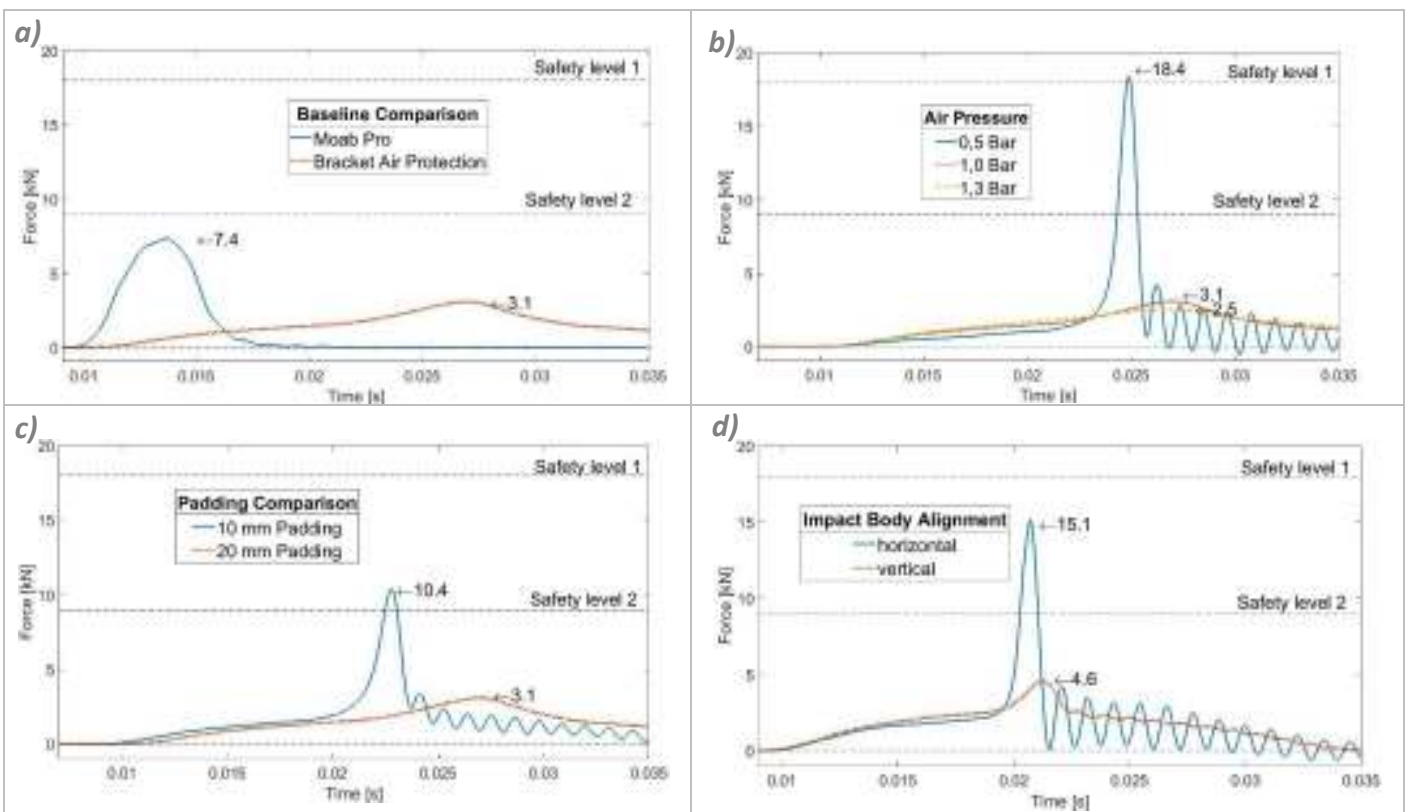 a)
20
15
10
5
0
Force [kN]
Safety level 1
Baseline Comparison
Moab Pro
Bracket Air Protection
Safety level 2
←7.4
←3.1
0.01 0.015 0.02 0.025 0.03 0.035
Time [s]
b)
20
15
10
5
0
Force [kN]
←18.4
Safety level 1
Air Pressure
0,5 Bar
1,0 Bar
1,3 Bar
Safety level 2
←3.1
←2.5
0.01 0.015 0.02 0.025 0.03 0.035
Time [s]
c)
20
15
10
5
0
Force [kN]
Safety level 1
Padding Comparison
10 mm Padding
20 mm Padding
←10.4
Safety level 2
←3.1
0.01 0.015 0.02 0.025 0.03 0.035
Time [s]
d)
20
15
10
5
0
Force [kN]
Safety level 1
Impact Body Alignment
horizontal
vertical
←15.1
Safety level 2
←4.6
0.01 0.015 0.02 0.025 0.03 0.035
Time [s]